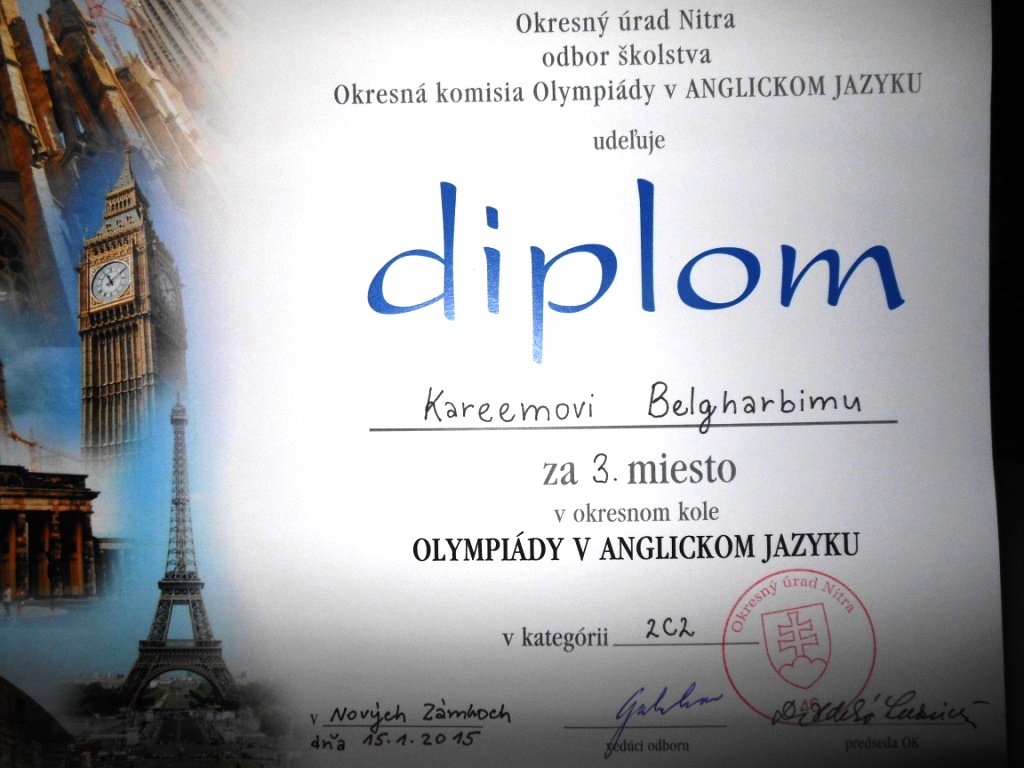 Okresný úrad Nitra
odbor školstva
Okresná komisia Olympiády v ANGLICKOM JAZYKU
udeľuje
diplom
Kareemovi Belgharbimu
za 3. miesto
v okresnom kole
OLYMPIÁDY V ANGLICKOM JAZYKU
v kategórii 2C2
Okresný úrad Nitra
v Nových Zámkoch
dňa 15.1.2015
vedúci odboru
predseda OK